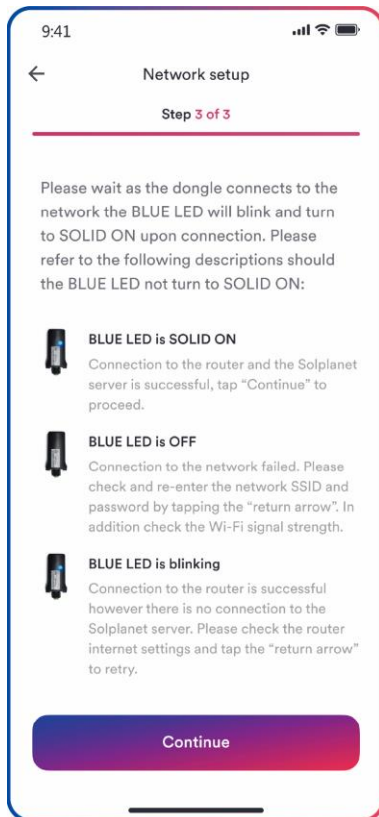 9:41
Network setup
Step 3 of 3
Please wait as the dongle connects to the
network the BLUE LED will blink and turn
to SOLID ON upon connection. Please
refer to the following descriptions should
the BLUE LED not turn to SOLID ON:
BLUE LED is SOLID ON
Connection to the router and the Solplanet
server is successful, tap “Continue” to
proceed.
BLUE LED is OFF
Connection to the network failed. Please
check and re-enter the network SSID and
password by tapping the “return arrow”. In
addition check the Wi-Fi signal strength.
BLUE LED is blinking
Connection to the router is successful
however there is no connection to the
Solplanet server. Please check the router
internet settings and tap the “return arrow”
to retry.
Continue